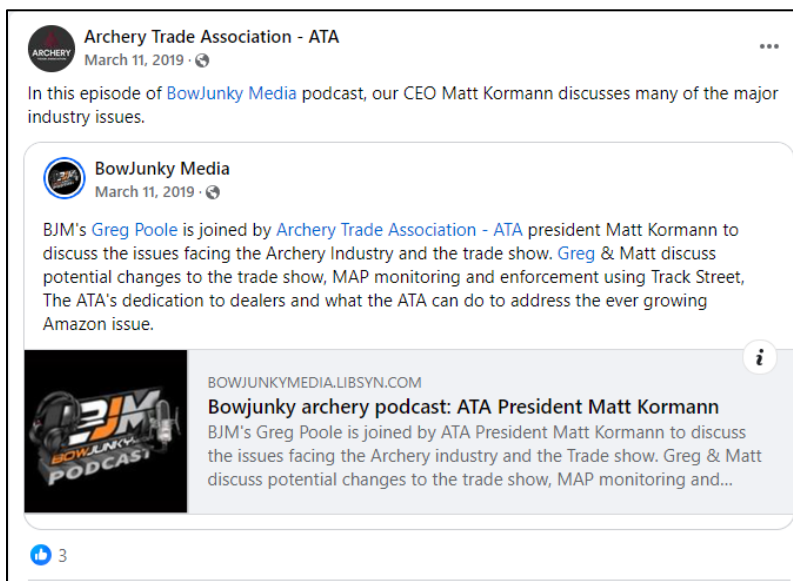 ARCHERY
Archery Trade Association - ATA
March 11, 2019 ·
In this episode of BowJunky Media podcast, our CEO Matt Kormann discusses many of the major
industry issues.
BowJunky Media
March 11, 2019 ·
BJM's Greg Poole is joined by Archery Trade Association - ATA president Matt Kormann to
discuss the issues facing the Archery Industry and the trade show. Greg & Matt discuss
potential changes to the trade show, MAP monitoring and enforcement using Track Street,
The ATA's dedication to dealers and what the ATA can do to address the ever growing
Amazon issue.
BJM
BOWJUNKY
PODCAST
BOWJUNKYMEDIA.LIBSYN.COM
Bowjunky archery podcast: ATA President Matt Kormann
BJM's Greg Poole is joined by ATA President Matt Kormann to discuss
the issues facing the Archery industry and the Trade show. Greg & Matt
discuss potential changes to the trade show, MAP monitoring and...
3